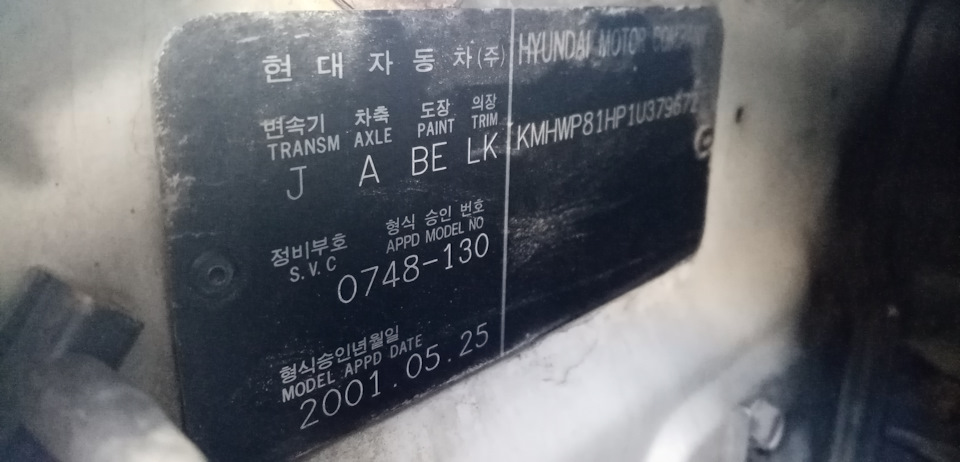 현대자동차(주)
HYUNDAI MOTOR COMPANY
변속기 차축 도장 의장
TRANSM AXLE PAINT TRIM
J A BE LK
KMHWP81HP1U379672
정비부호 형식 승인 번호
S.V.C APPD MODEL NO
0748-130
형식승인년월일
MODEL APPD DATE
2001.05.25